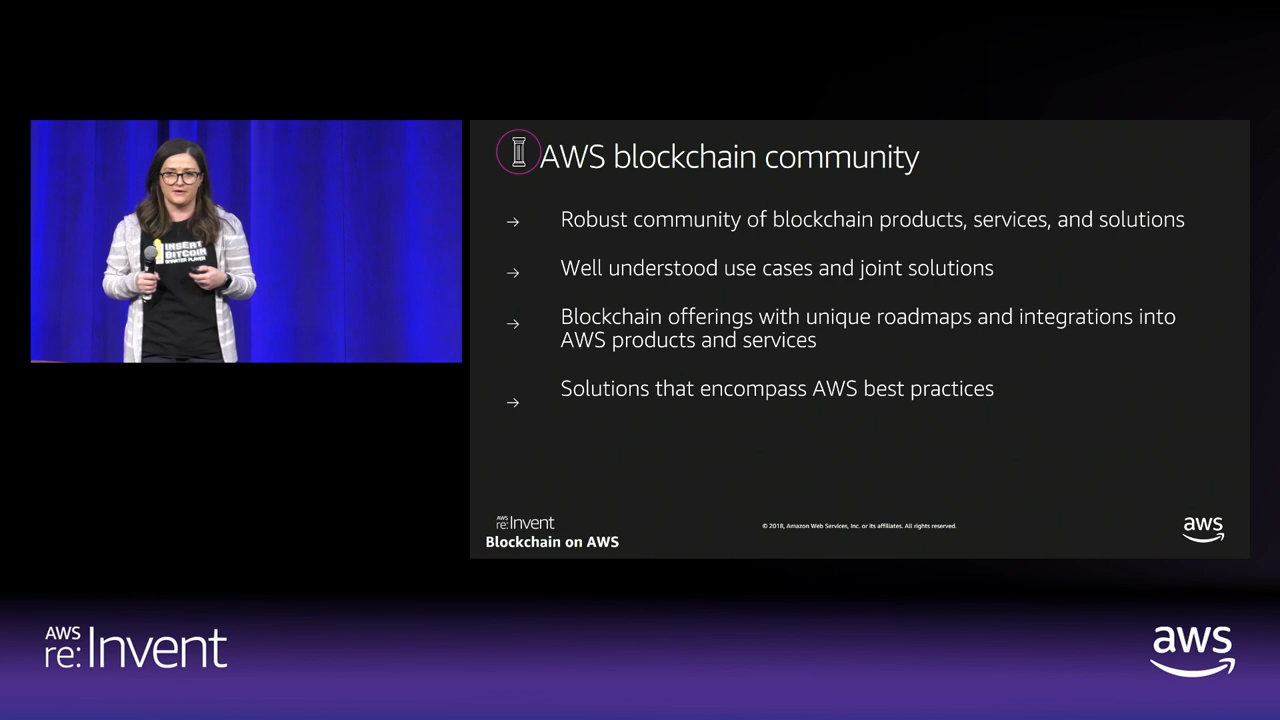 INSERT
BITCOIN
SMARTER PLAYER
AWS blockchain community
→ Robust community of blockchain products, services, and solutions
→ Well understood use cases and joint solutions
→ Blockchain offerings with unique roadmaps and integrations into
AWS products and services
→ Solutions that encompass AWS best practices
AWS
re:Invent
Blockchain on AWS
© 2018, Amazon Web Services, Inc. or its affiliates. All rights reserved.
aws
AWS
re:Invent
aws